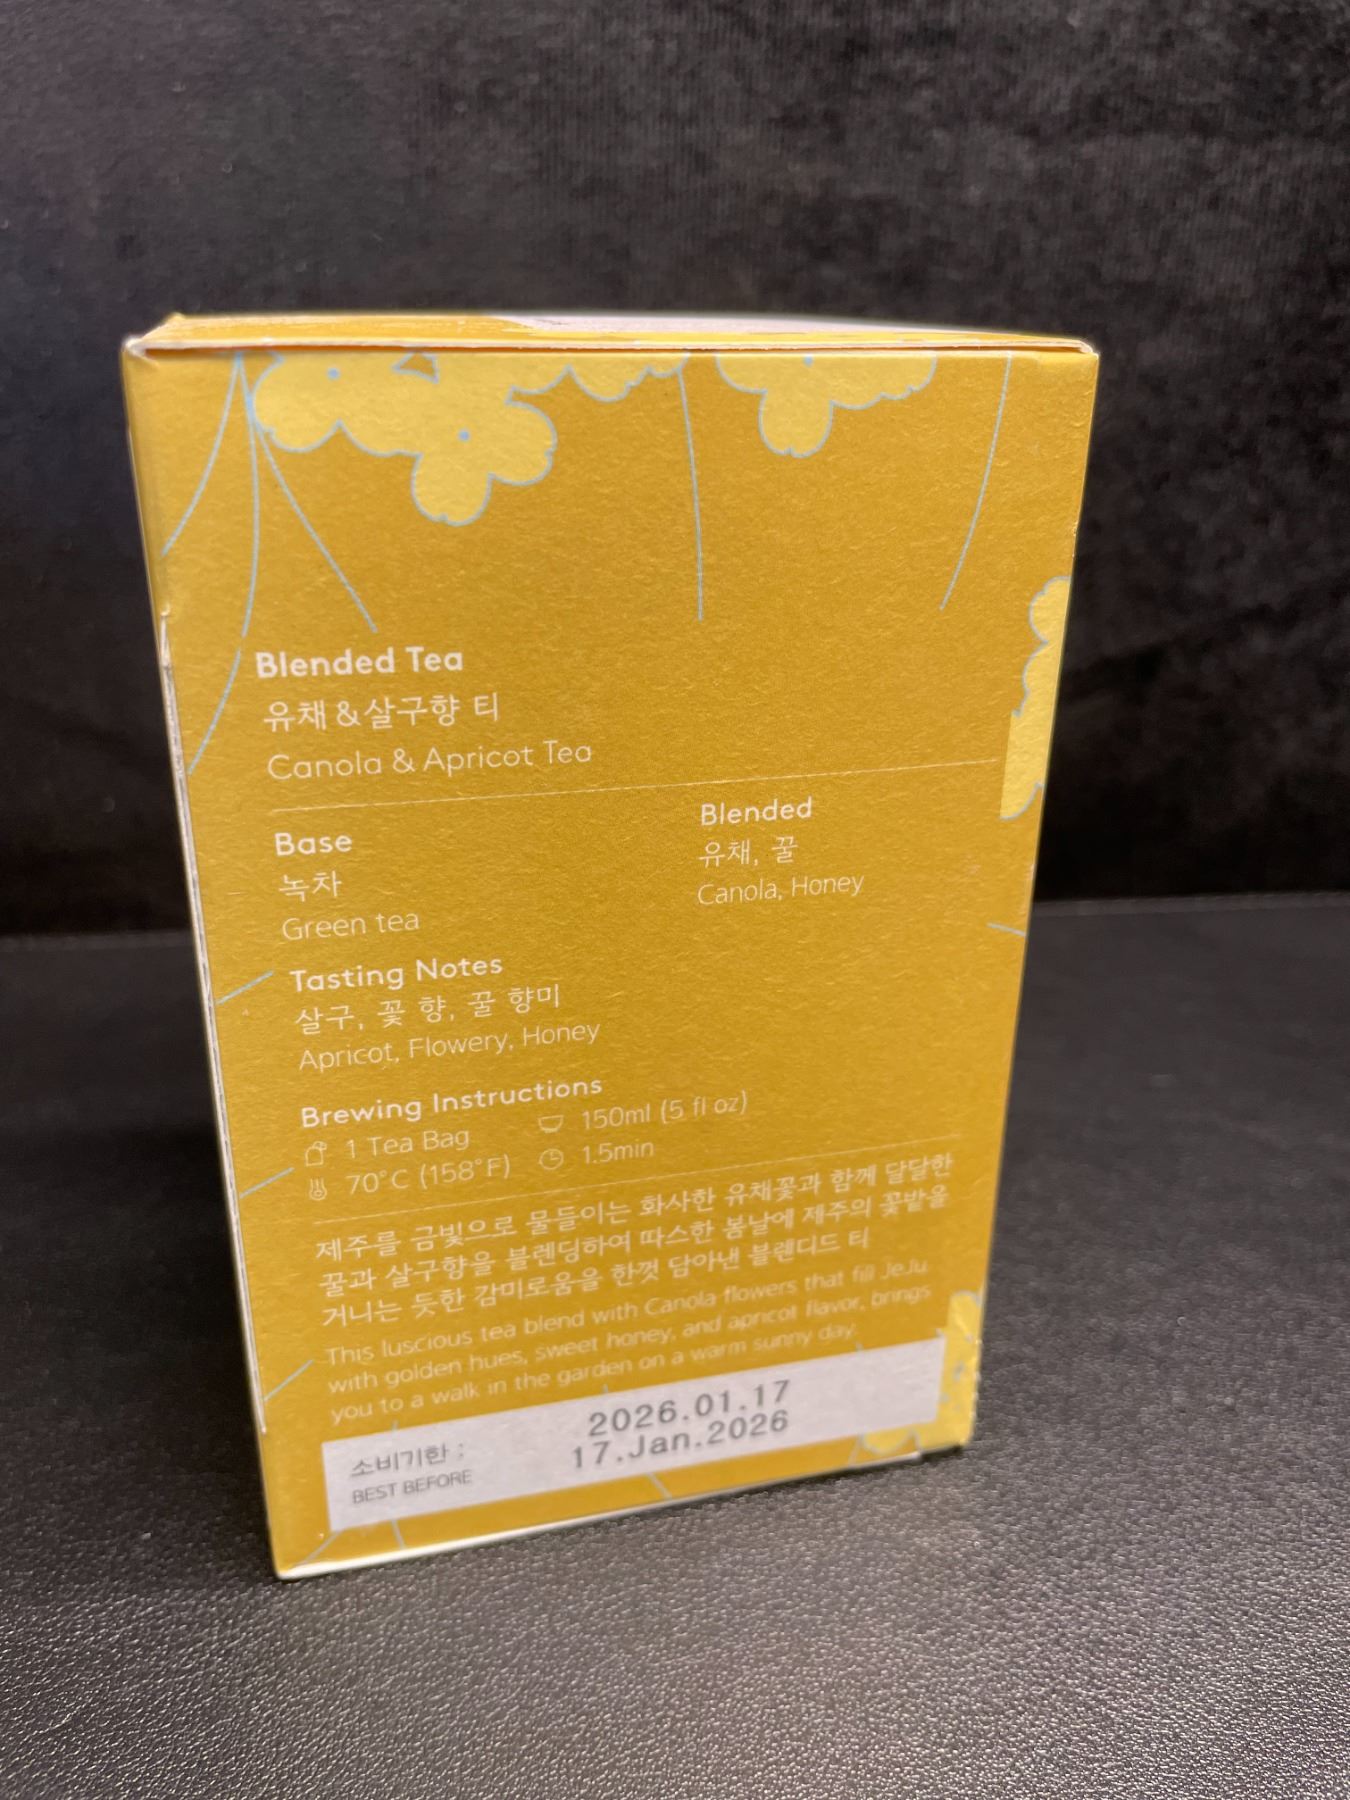 Blended Tea
유채&살구향 티
Canola & Apricot Tea
Base
녹차
Green tea
Blended
유채, 꿀
Canola, Honey
Tasting Notes
살구, 꽃 향, 꿀 향미
Apricot, Flowery, Honey
Brewing Instructions
1 Tea Bag
150ml (5 fl oz)
70°C (158°F)
1.5min
제주를 금빛으로 물들이는 화사한 유채꽃과 함께 달달한
꿀과 살구향을 블렌딩하여 따스한 봄날에 제주의 꽃밭을
거니는 듯한 감미로움을 한껏 담아낸 블렌디드 티
This luscious tea blend with Canola flowers that fill JeJu
with golden hues, sweet honey, and apricot flavor, brings
you to a walk in the garden on a warm sunny day.
소비기한 :
BEST BEFORE
2026.01.17
17.Jan.2026